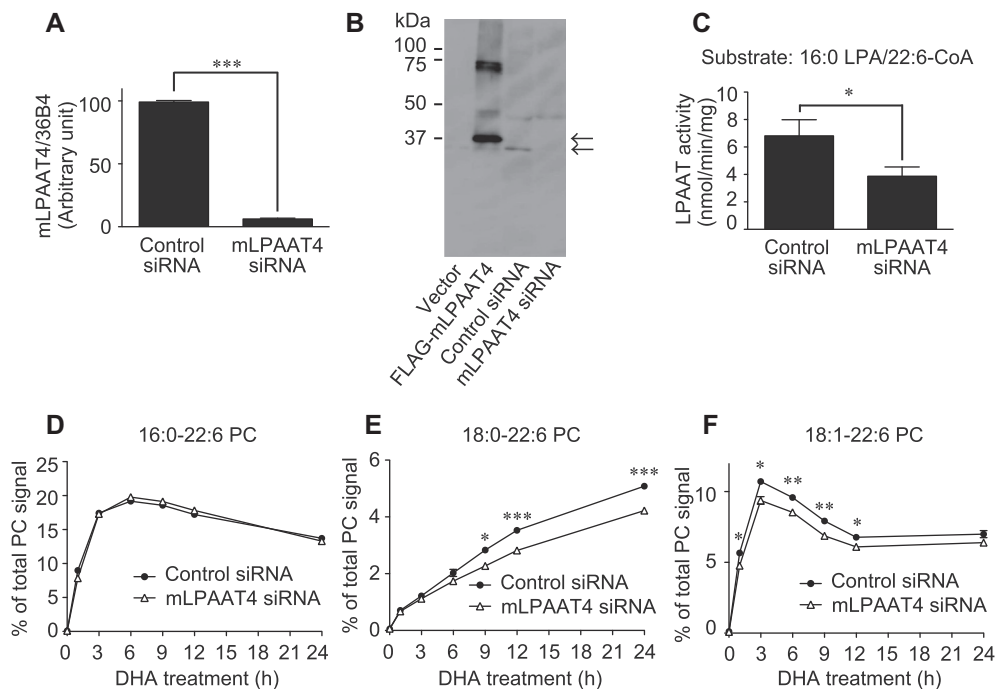 A
mLPAAT4/36B4
(Arbitrary unit)
100
50
0
***
Control
siRNA
mLPAAT4
siRNA
B
kDa
100
75
50
37
Vector
FLAG-mLPAAT4
Control siRNA
mLPAAT4 siRNA
C
Substrate: 16:0 LPA/22:6-CoA
LPAAT activity
(nmol/min/mg)
10
8
6
4
2
0
*
Control
siRNA
mLPAAT4
siRNA
D
16:0-22:6 PC
% of total PC signal
25
20
15
10
5
0
Control siRNA
mLPAAT4 siRNA
0 3 6 9 12 15 18 21 24
DHA treatment (h)
E
18:0-22:6 PC
% of total PC signal
6
4
2
0
* *** ***
Control siRNA
mLPAAT4 siRNA
0 3 6 9 12 15 18 21 24
DHA treatment (h)
F
18:1-22:6 PC
% of total PC signal
10
5
0
* * ** ** *
Control siRNA
mLPAAT4 siRNA
0 3 6 9 12 15 18 21 24
DHA treatment (h)